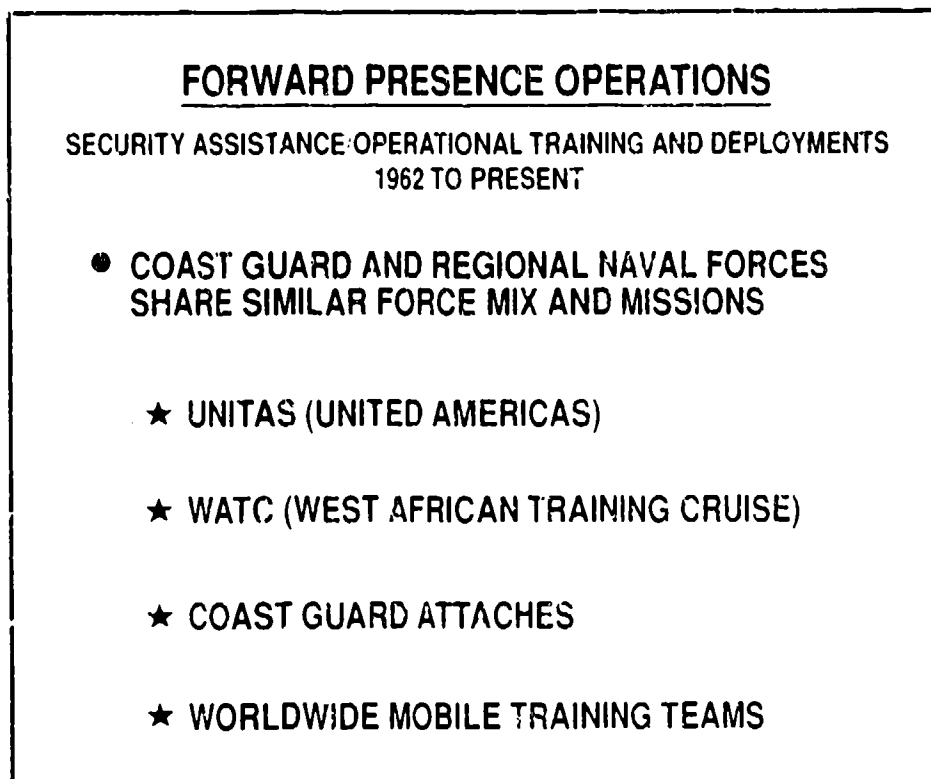 FORWARD PRESENCE OPERATIONS
SECURITY ASSISTANCE/OPERATIONAL TRAINING AND DEPLOYMENTS
1962 TO PRESENT
● COAST GUARD AND REGIONAL NAVAL FORCES
SHARE SIMILAR FORCE MIX AND MISSIONS
★ UNITAS (UNITED AMERICAS)
★ WATC (WEST AFRICAN TRAINING CRUISE)
★ COAST GUARD ATTACHES
★ WORLDWIDE MOBILE TRAINING TEAMS